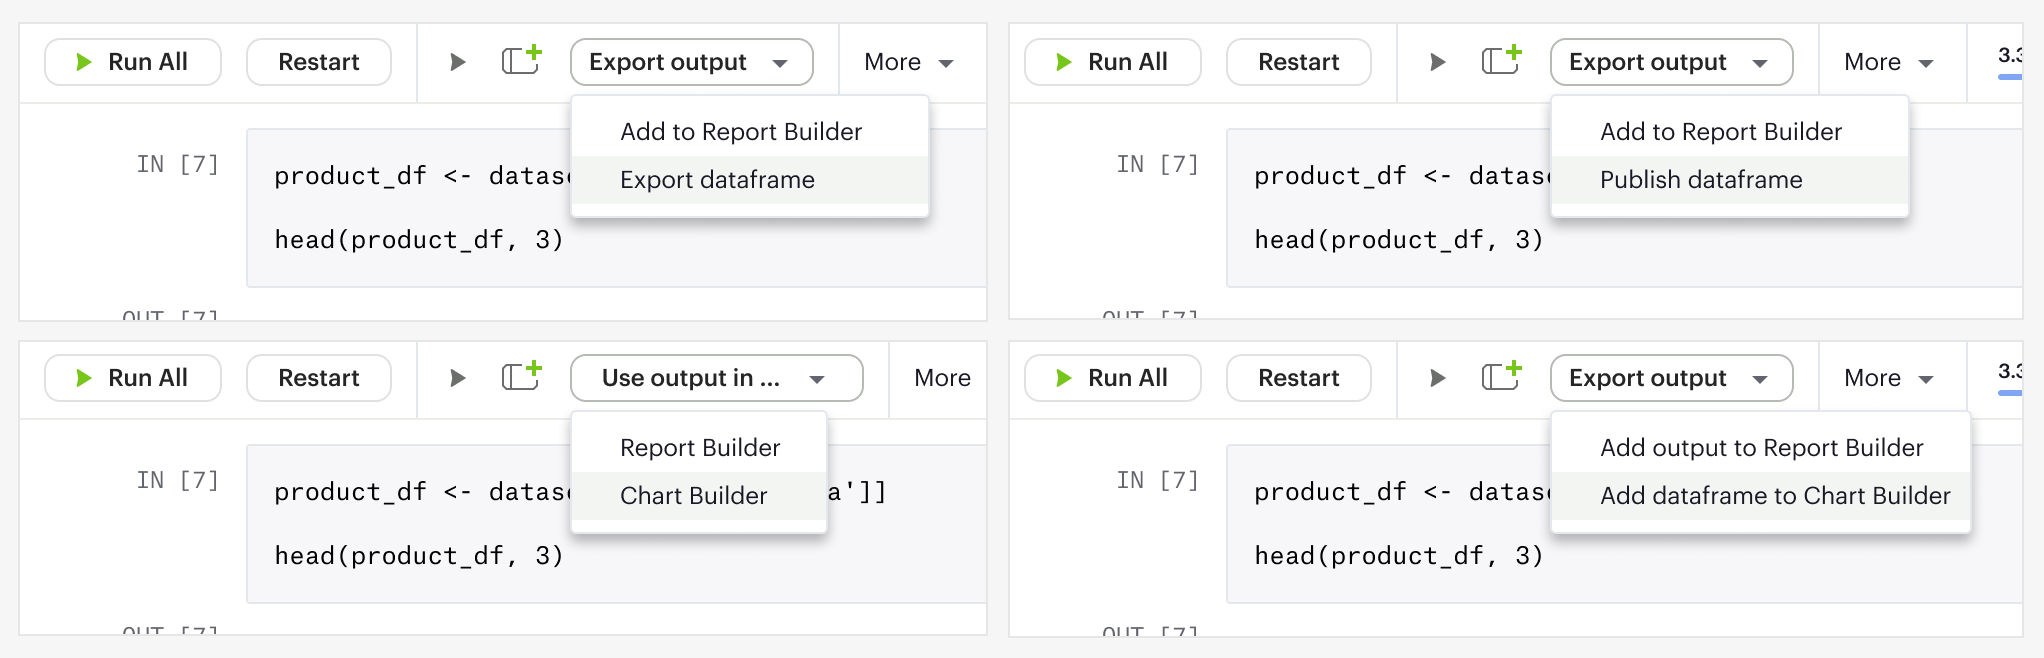 Run All Restart Export output More
Add to Report Builder
Export dataframe
IN [7]
product_df <- datas
head(product_df, 3)
OUT [7]
Run All Restart Export output More 3.3
Add to Report Builder
Publish dataframe
IN [7]
product_df <- datas
head(product_df, 3)
OUT [7]
Run All Restart Use output in ... More
Report Builder
Chart Builder
IN [7]
product_df <- datas a']]
head(product_df, 3)
OUT [7]
Run All Restart Export output More 3.3
Add output to Report Builder
Add dataframe to Chart Builder
IN [7]
product_df <- datas
head(product_df, 3)
OUT [7]